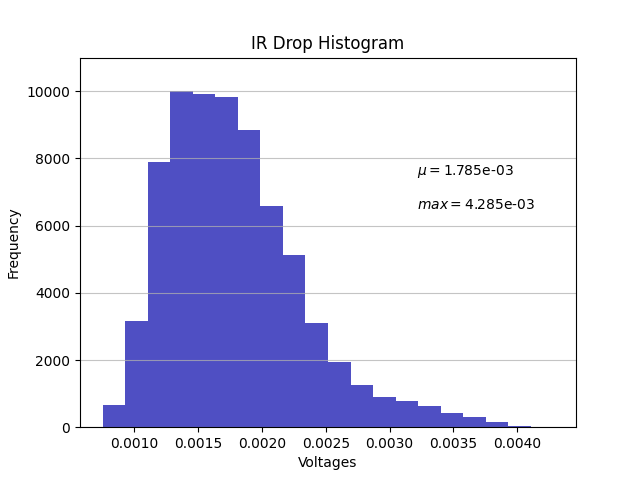 IR Drop Histogram
10000
8000
6000
4000
2000
0
Frequency
μ = 1.785e-03
max = 4.285e-03
0.0010 0.0015 0.0020 0.0025 0.0030 0.0035 0.0040
Voltages